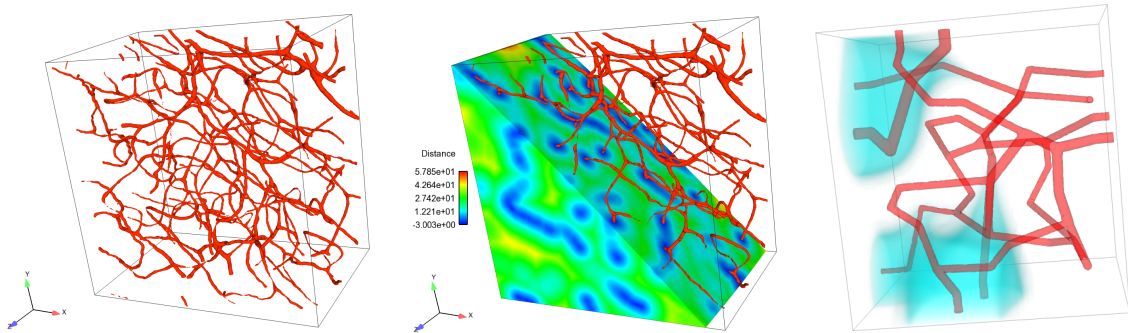 Distance
5.785e+01
4.264e+01
2.742e+01
1.221e+01
-3.003e+00
Y
X
Z
Y
X
Z